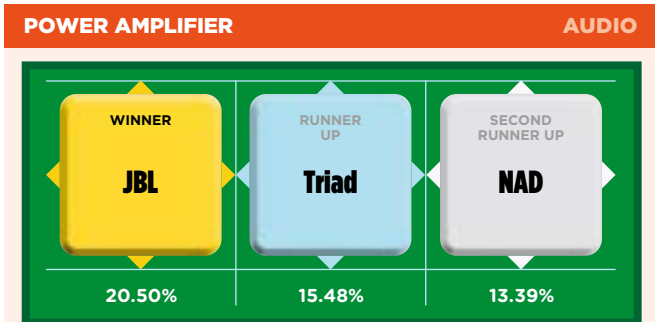 POWER AMPLIFIER
AUDIO
WINNER
JBL
20.50%
RUNNER
UP
Triad
15.48%
SECOND
RUNNER UP
NAD
13.39%